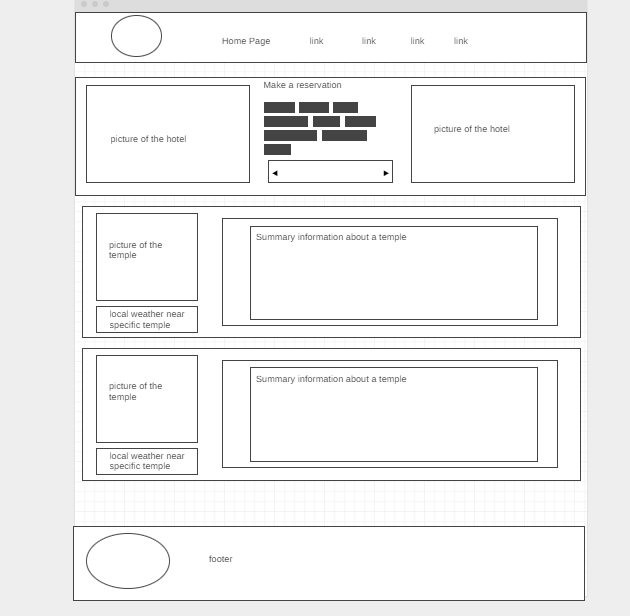 Home Page link link link link
Make a reservation
picture of the hotel
picture of the hotel
picture of the
temple
local weather near
specific temple
Summary information about a temple
picture of the
temple
local weather near
specific temple
Summary information about a temple
footer